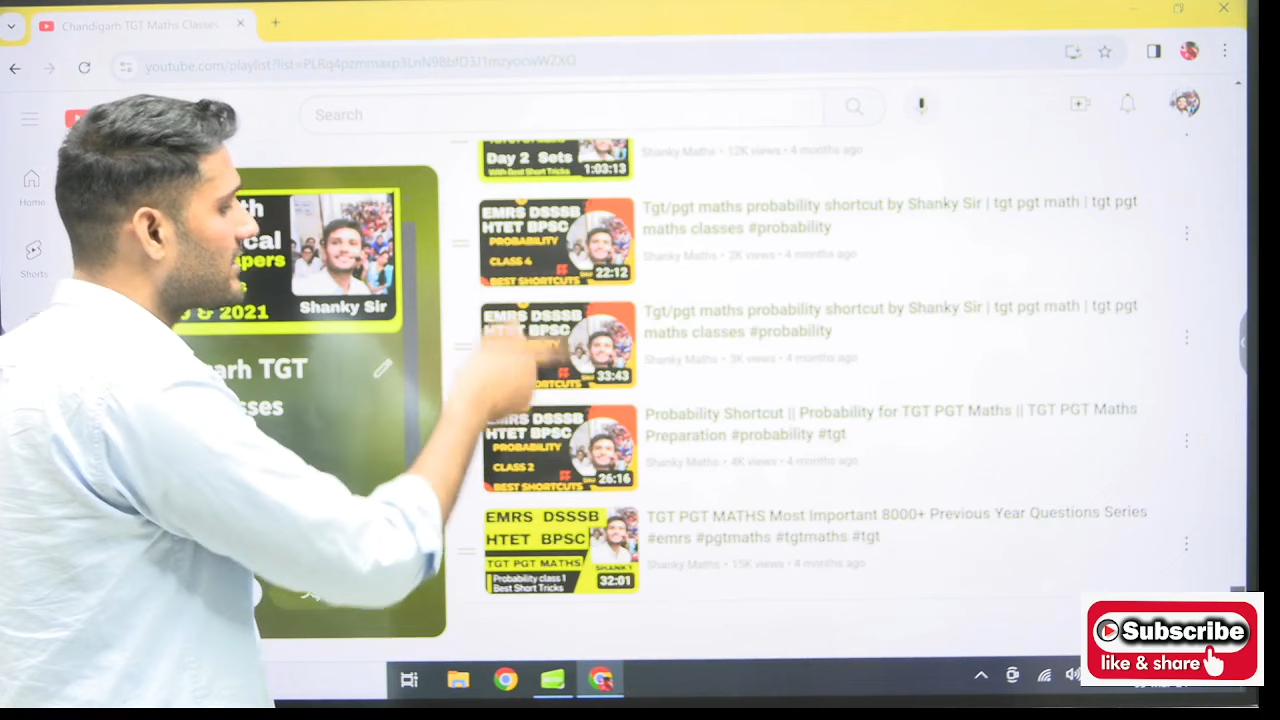 Chandigarh TGT Maths Classes
youtube.com/playlist?list=PLRq4pzmmaxp3LnN98bfD3J1mzyocwWZXQ
Search
Home
Shorts
Shanky Sir
& 2021
arh TGT
sses
Day 2 Sets
With Best Short Tricks
1:03:13
Shanky Maths • 12K views • 4 months ago
EMRS DSSSB
HTET BPSC
PROBABILITY
CLASS 4
BEST SHORTCUTS
22:12
Tgt/pgt maths probability shortcut by Shanky Sir | tgt pgt math | tgt pgt
maths classes #probability
Shanky Maths • 2K views • 4 months ago
EMRS DSSSB
HTET BPSC
33:43
Tgt/pgt maths probability shortcut by Shanky Sir | tgt pgt math | tgt pgt
maths classes #probability
Shanky Maths • 3K views • 4 months ago
EMRS DSSSB
HTET BPSC
PROBABILITY
CLASS 2
BEST SHORTCUTS
26:16
Probability Shortcut || Probability for TGT PGT Maths || TGT PGT Maths
Preparation #probability #tgt
Shanky Maths • 4K views • 4 months ago
EMRS DSSSB
HTET BPSC
TGT PGT MATHS
SHANKY
Probability class 1
Best Short Tricks
32:01
TGT PGT MATHS Most Important 8000+ Previous Year Questions Series
#emrs #pgtmaths #tgtmaths #tgt
Shanky Maths • 15K views • 4 months ago
Subscribe
like & share